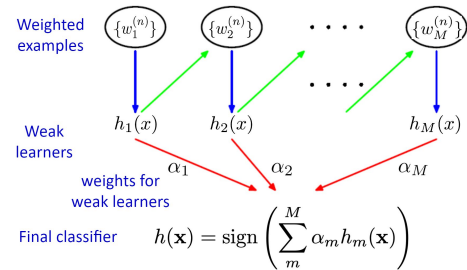 Weighted examples {w_1^{(n)}} {w_2^{(n)}} . . . . {w_M^{(n)}}
. . . .
Weak learners h_1(x) h_2(x) h_M(x)
α_1 α_2 α_M
weights for weak learners
Final classifier h(𝐱) = sign ( ∑_m^M α_m h_m(𝐱) )